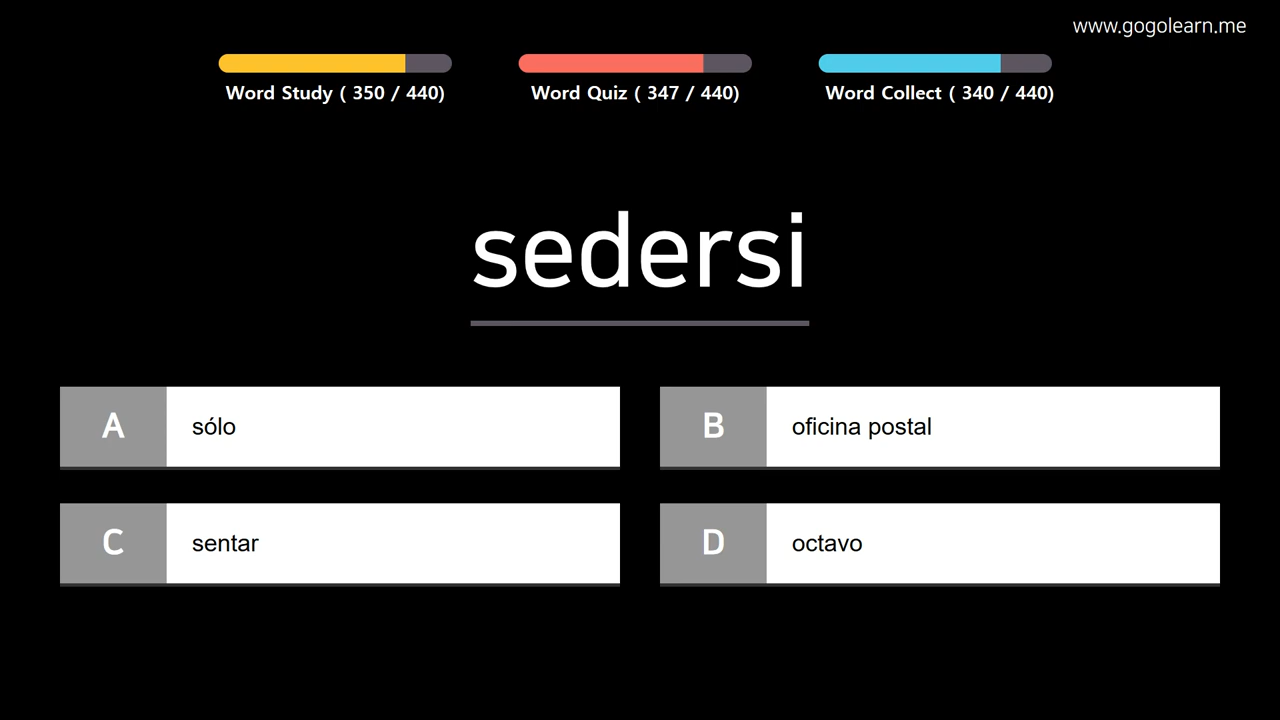 www.gogolearn.me
Word Study ( 350 / 440)
Word Quiz ( 347 / 440)
Word Collect ( 340 / 440)
sedersi
A sólo
B oficina postal
C sentar
D octavo